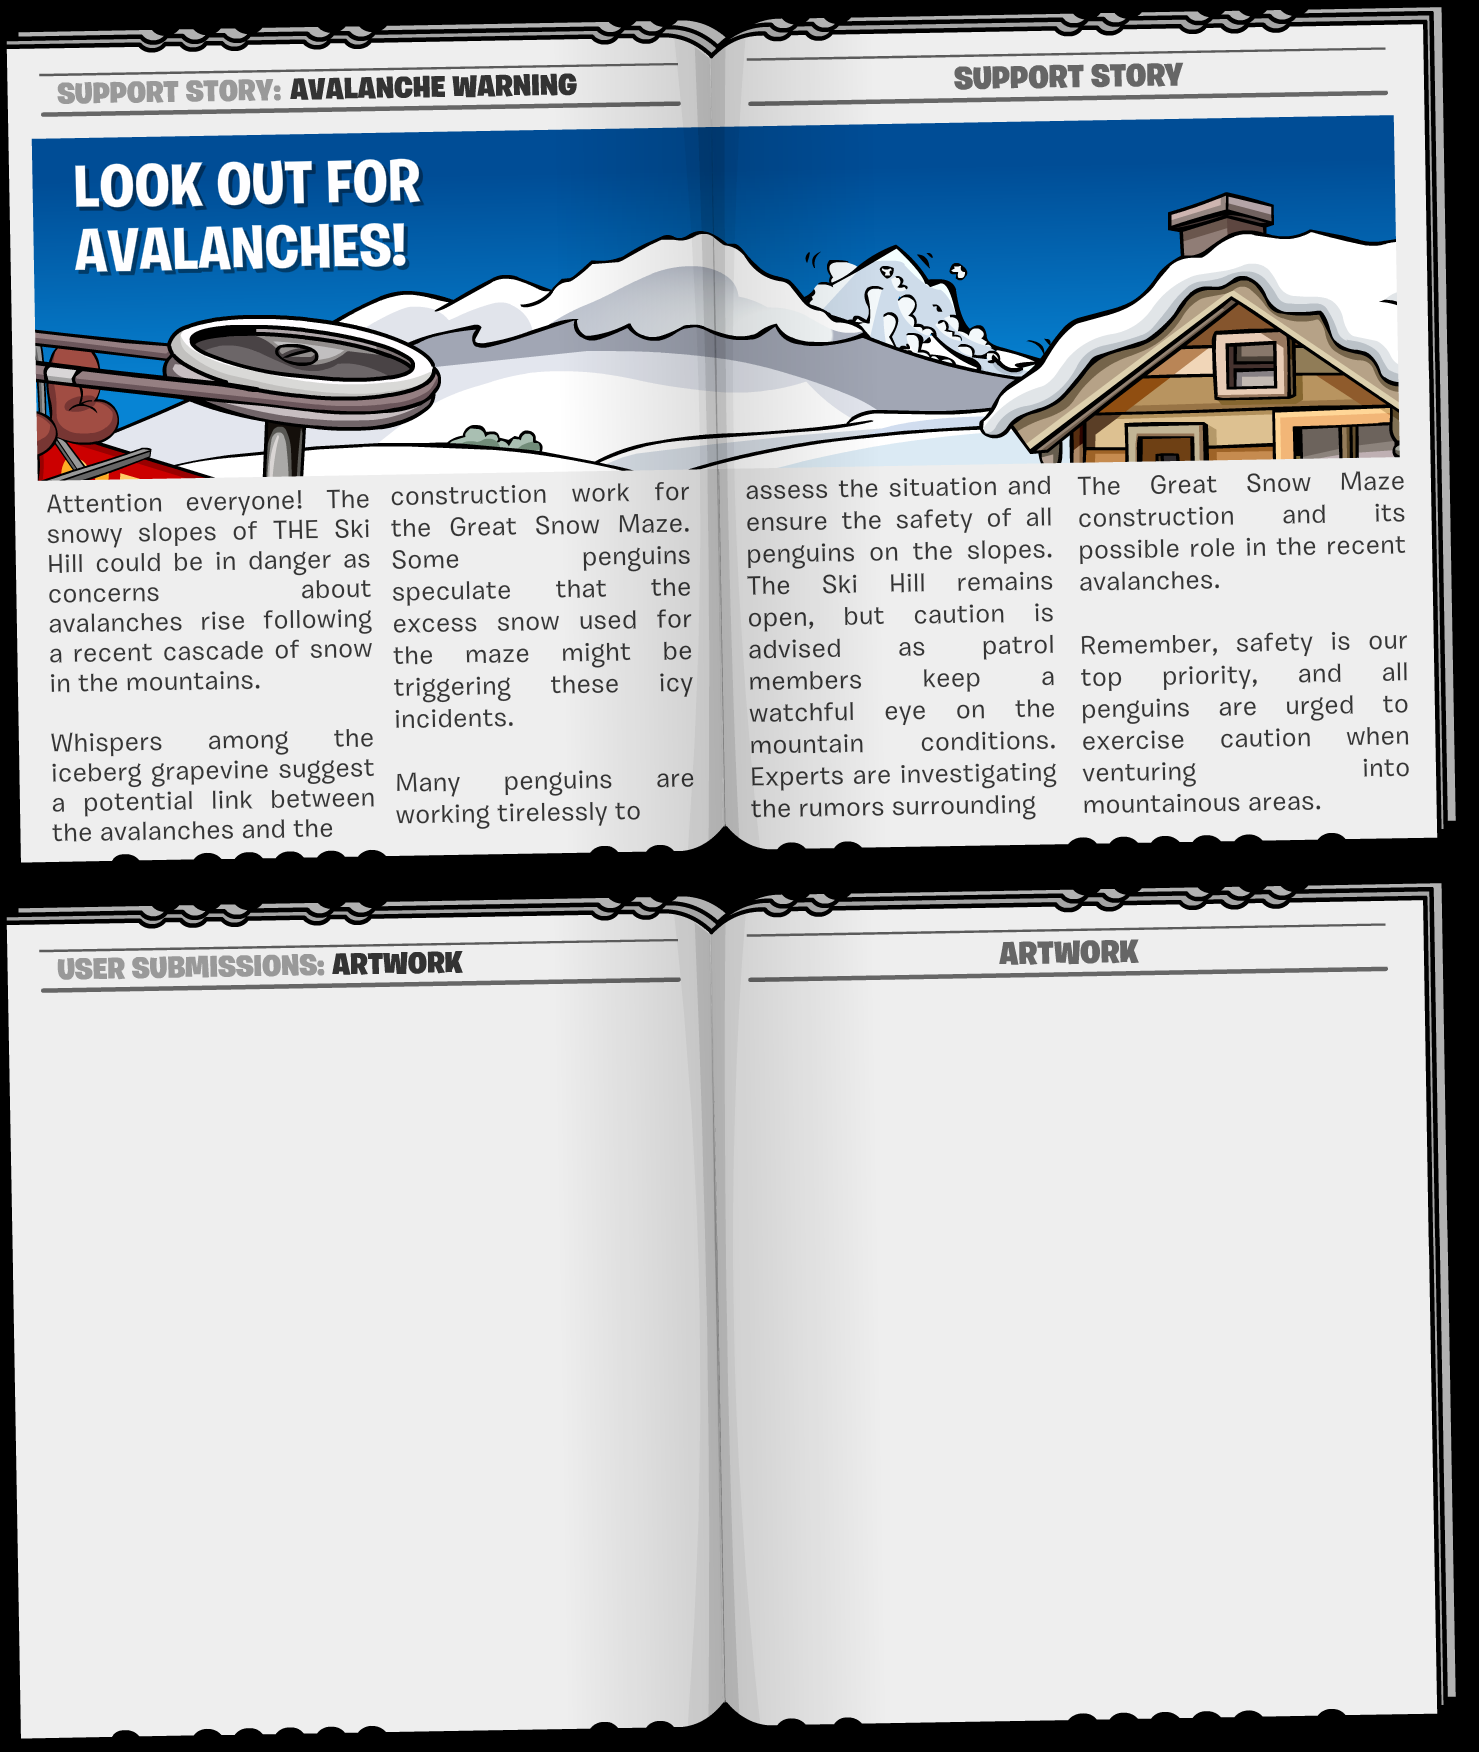 SUPPORT STORY: AVALANCHE WARNING
SUPPORT STORY
LOOK OUT FOR
AVALANCHES!
Attention everyone! The
snowy slopes of THE Ski
Hill could be in danger as
concerns about
avalanches rise following
a recent cascade of snow
in the mountains.
Whispers among the
iceberg grapevine suggest
a potential link between
the avalanches and the
construction work for
the Great Snow Maze.
Some penguins
speculate that the
excess snow used for
the maze might be
triggering these icy
incidents.
Many penguins are
working tirelessly to
assess the situation and
ensure the safety of all
penguins on the slopes.
The Ski Hill remains
open, but caution is
advised as patrol
members keep a
watchful eye on the
mountain conditions.
Experts are investigating
the rumors surrounding
The Great Snow Maze
construction and its
possible role in the recent
avalanches.
Remember, safety is our
top priority, and all
penguins are urged to
exercise caution when
venturing into
mountainous areas.
USER SUBMISSIONS: ARTWORK
ARTWORK